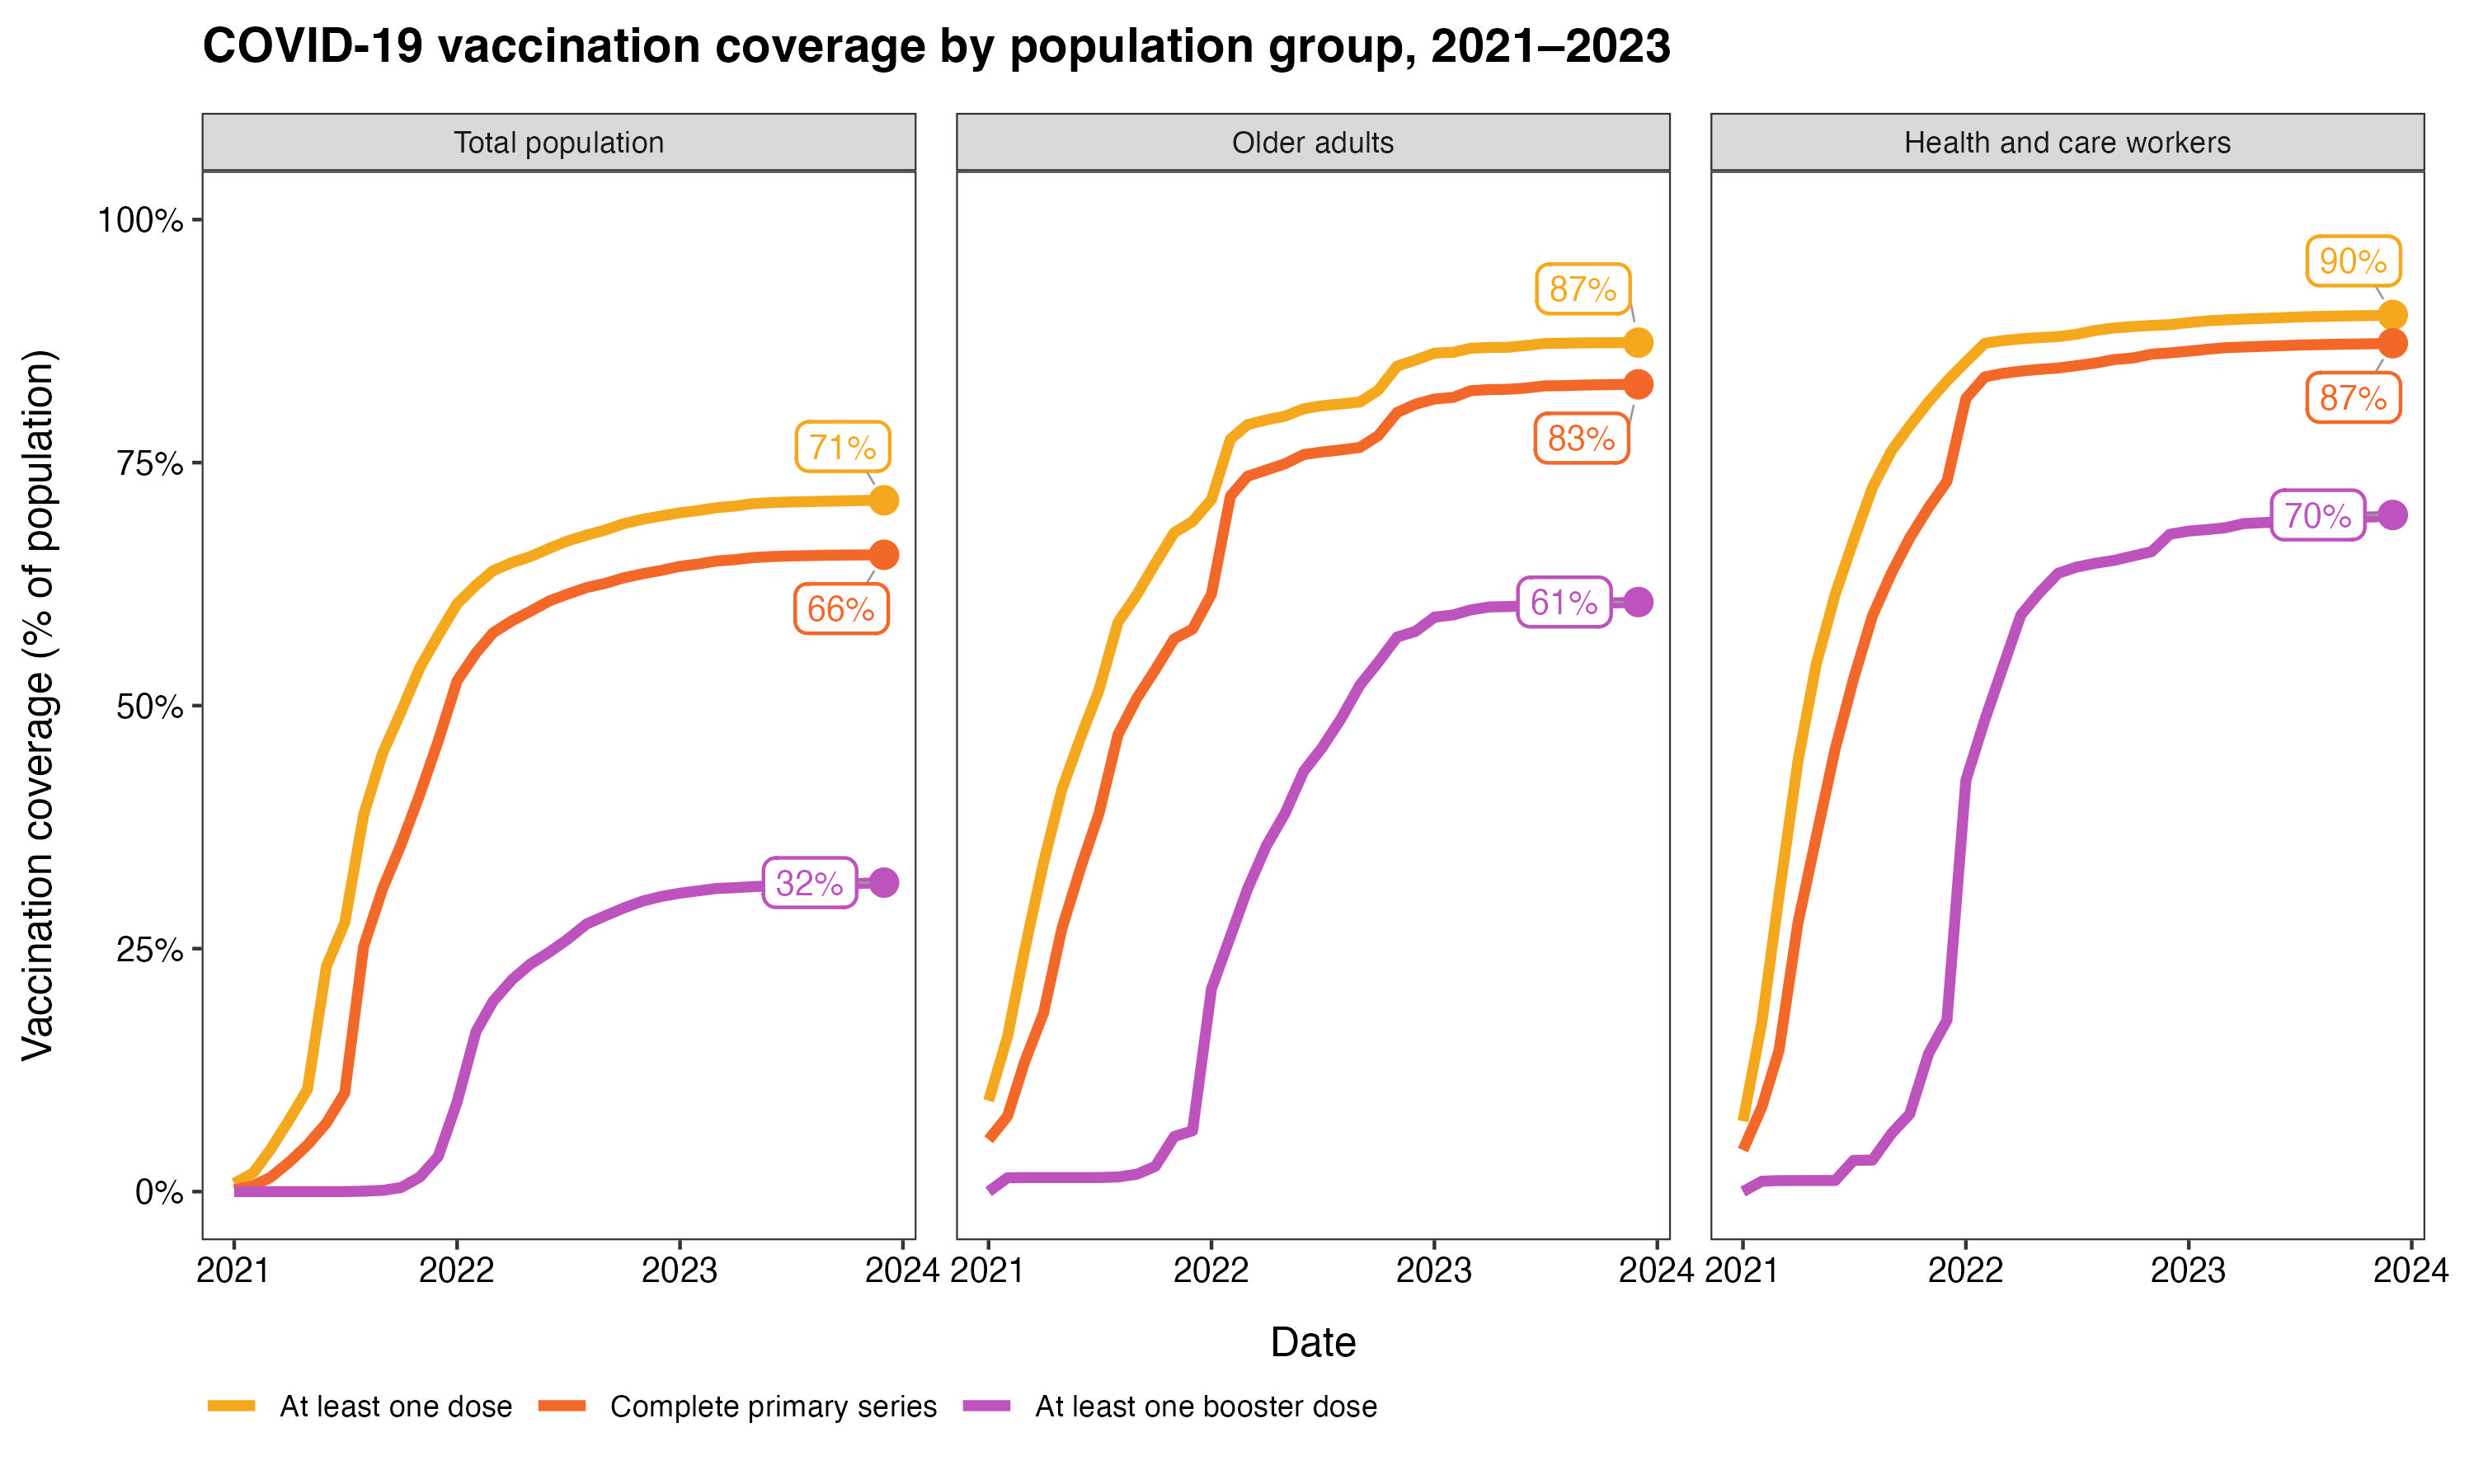 COVID-19 vaccination coverage by population group, 2021–2023
Total population
Older adults
Health and care workers
Vaccination coverage (% of population)
100%
75%
50%
25%
0%
71%
66%
32%
87%
83%
61%
90%
87%
70%
2021 2022 2023 2024 2021 2022 2023 2024 2021 2022 2023 2024
Date
At least one dose Complete primary series At least one booster dose